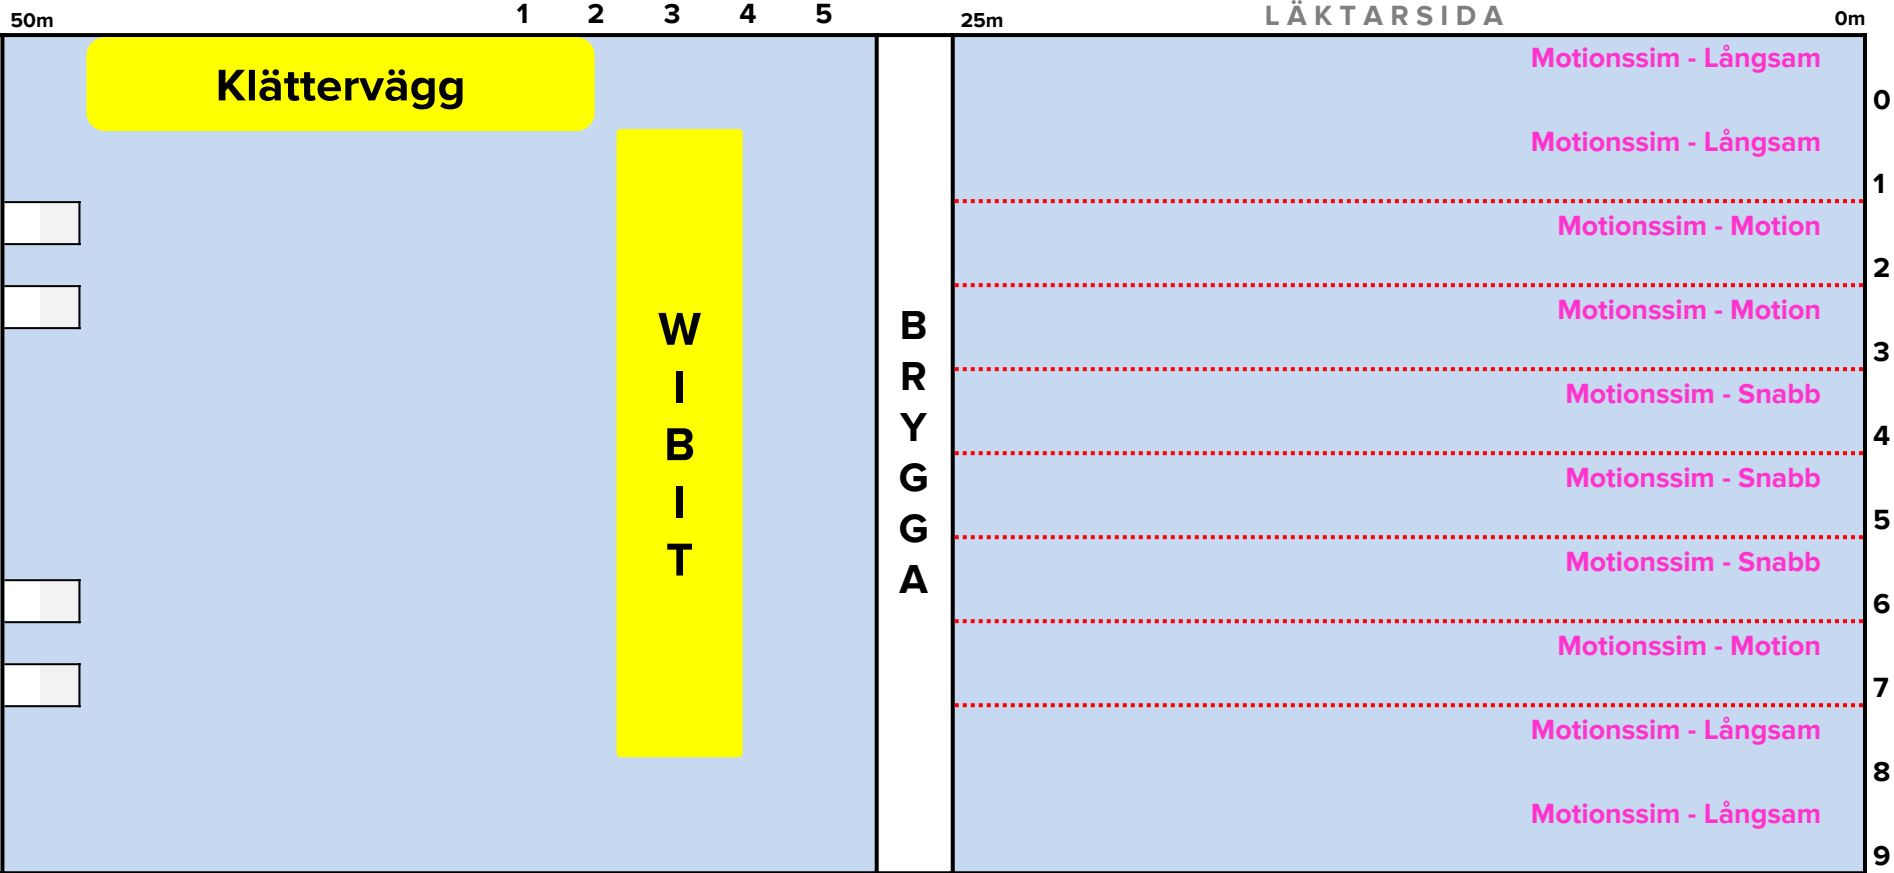 50m 1 2 3 4 5 25m LÄKTARSIDA 0m
Klättervägg
WIBIT
BRYGGA
Motionssim - Långsam
0
Motionssim - Långsam
1
Motionssim - Motion
2
Motionssim - Motion
3
Motionssim - Snabb
4
Motionssim - Snabb
5
Motionssim - Snabb
6
Motionssim - Motion
7
Motionssim - Långsam
8
Motionssim - Långsam
9